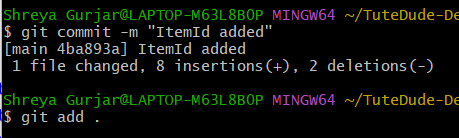 Shreya Gurjar@LAPTOP-M63L8B0P MINGW64 ~/TuteDude-De
$ git commit -m "ItemId added"
[main 4ba893a] ItemId added
 1 file changed, 8 insertions(+), 2 deletions(-)
Shreya Gurjar@LAPTOP-M63L8B0P MINGW64 ~/TuteDude-De
$ git add .